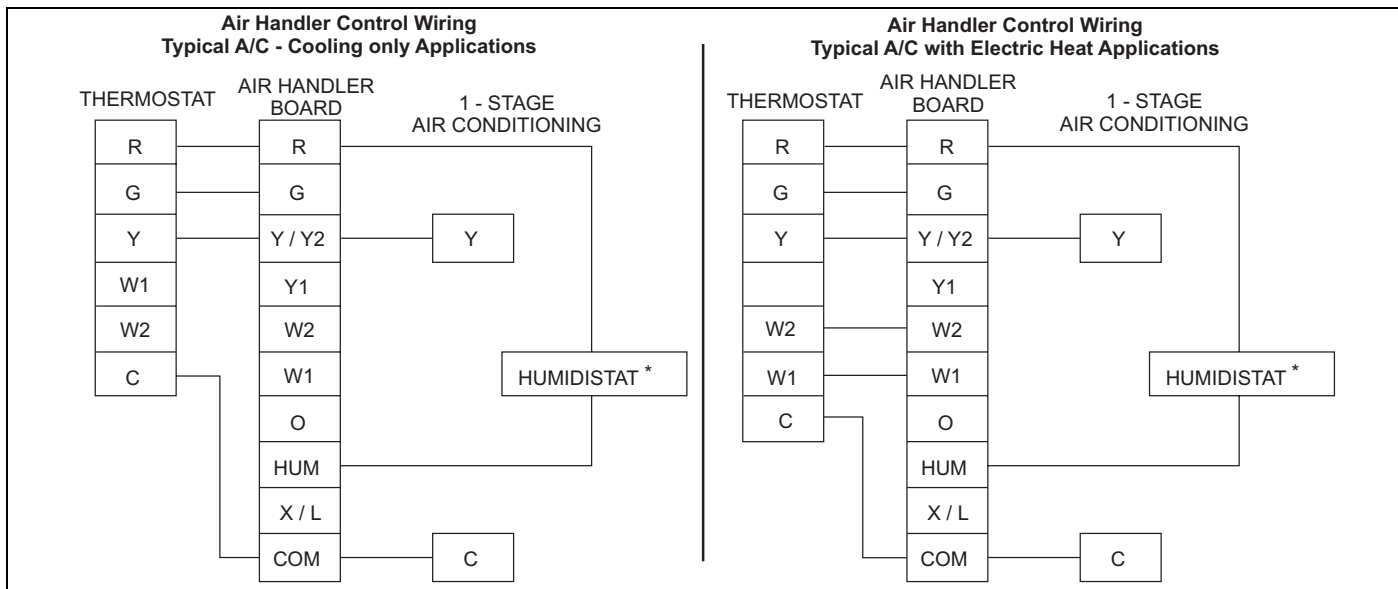 Air Handler Control Wiring
Typical A/C - Cooling only Applications
THERMOSTAT
AIR HANDLER
BOARD
1 - STAGE
AIR CONDITIONING
R
G
Y
W1
W2
C
R
G
Y / Y2
Y1
W2
W1
O
HUM
X / L
COM
Y
HUMIDISTAT *
C
Air Handler Control Wiring
Typical A/C with Electric Heat Applications
THERMOSTAT
AIR HANDLER
BOARD
1 - STAGE
AIR CONDITIONING
R
G
Y
W2
W1
C
R
G
Y / Y2
Y1
W2
W1
O
HUM
X / L
COM
Y
HUMIDISTAT *
C